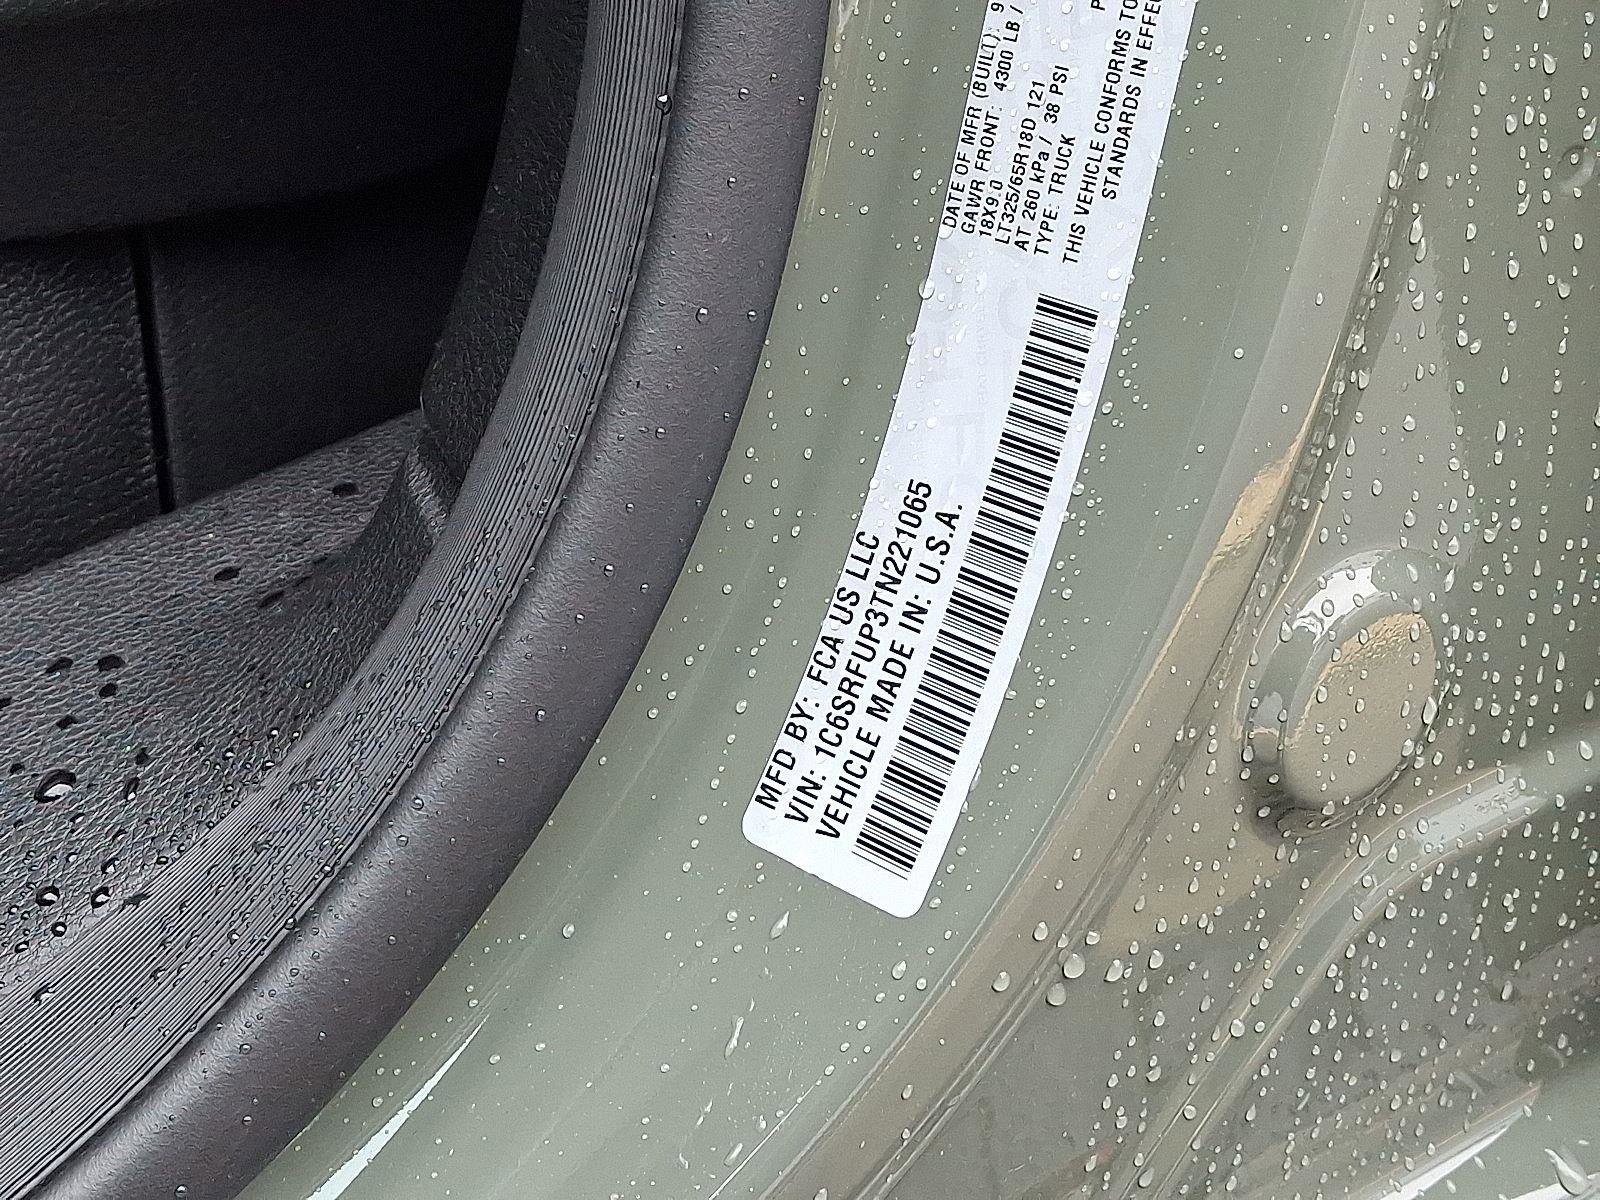 MFD BY: FCA US LLC
VIN: 1C6SRFUP3TN221065
VEHICLE MADE IN: U.S.A.
DATE OF MFR (BUILT): 9
GAWR FRONT: 4300 LB /
18X9.0
LT325/65R18D 121
AT 260 kPa / 38 PSI
TYPE: TRUCK
THIS VEHICLE CONFORMS TO
STANDARDS IN EFFE